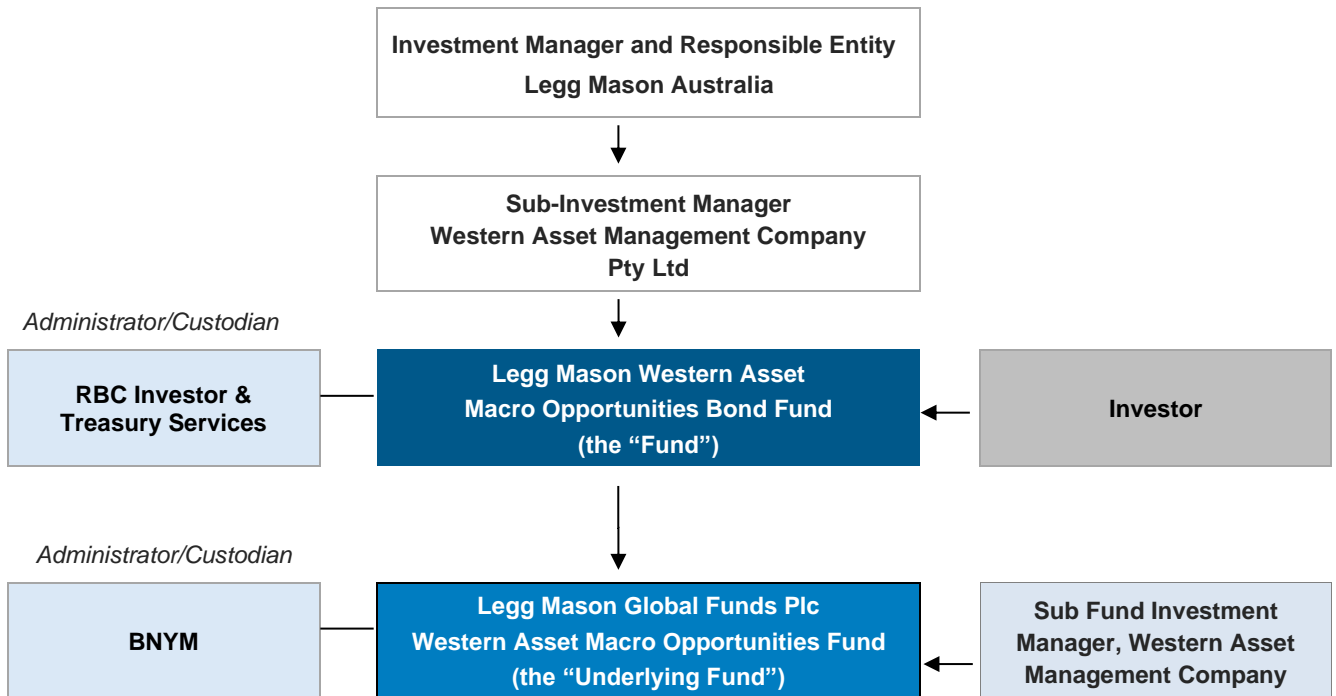 Investment Manager and Responsible Entity
Legg Mason Australia
Sub-Investment Manager
Western Asset Management Company
Pty Ltd
Administrator/Custodian
RBC Investor &
Treasury Services
Legg Mason Western Asset
Macro Opportunities Bond Fund
(the “Fund”)
Investor
Administrator/Custodian
BNYM
Legg Mason Global Funds Plc
Western Asset Macro Opportunities Fund
(the “Underlying Fund”)
Sub Fund Investment
Manager, Western Asset
Management Company